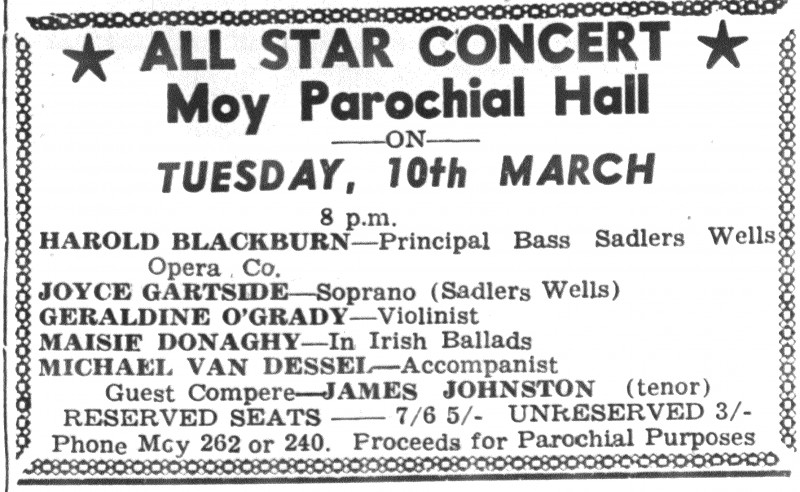 ALL STAR CONCERT
Moy Parochial Hall
—ON—
TUESDAY, 10th MARCH
8 p.m.
HAROLD BLACKBURN—Principal Bass Sadlers Wells
Opera Co.
JOYCE GARTSIDE—Soprano (Sadlers Wells)
GERALDINE O'GRADY—Violinist
MAISIE DONAGHY—In Irish Ballads
MICHAEL VAN DESSEL—Accompanist
Guest Compere—JAMES JOHNSTON (tenor)
RESERVED SEATS — 7/6 5/- UNRESERVED 3/-
Phone Moy 262 or 240. Proceeds for Parochial Purposes